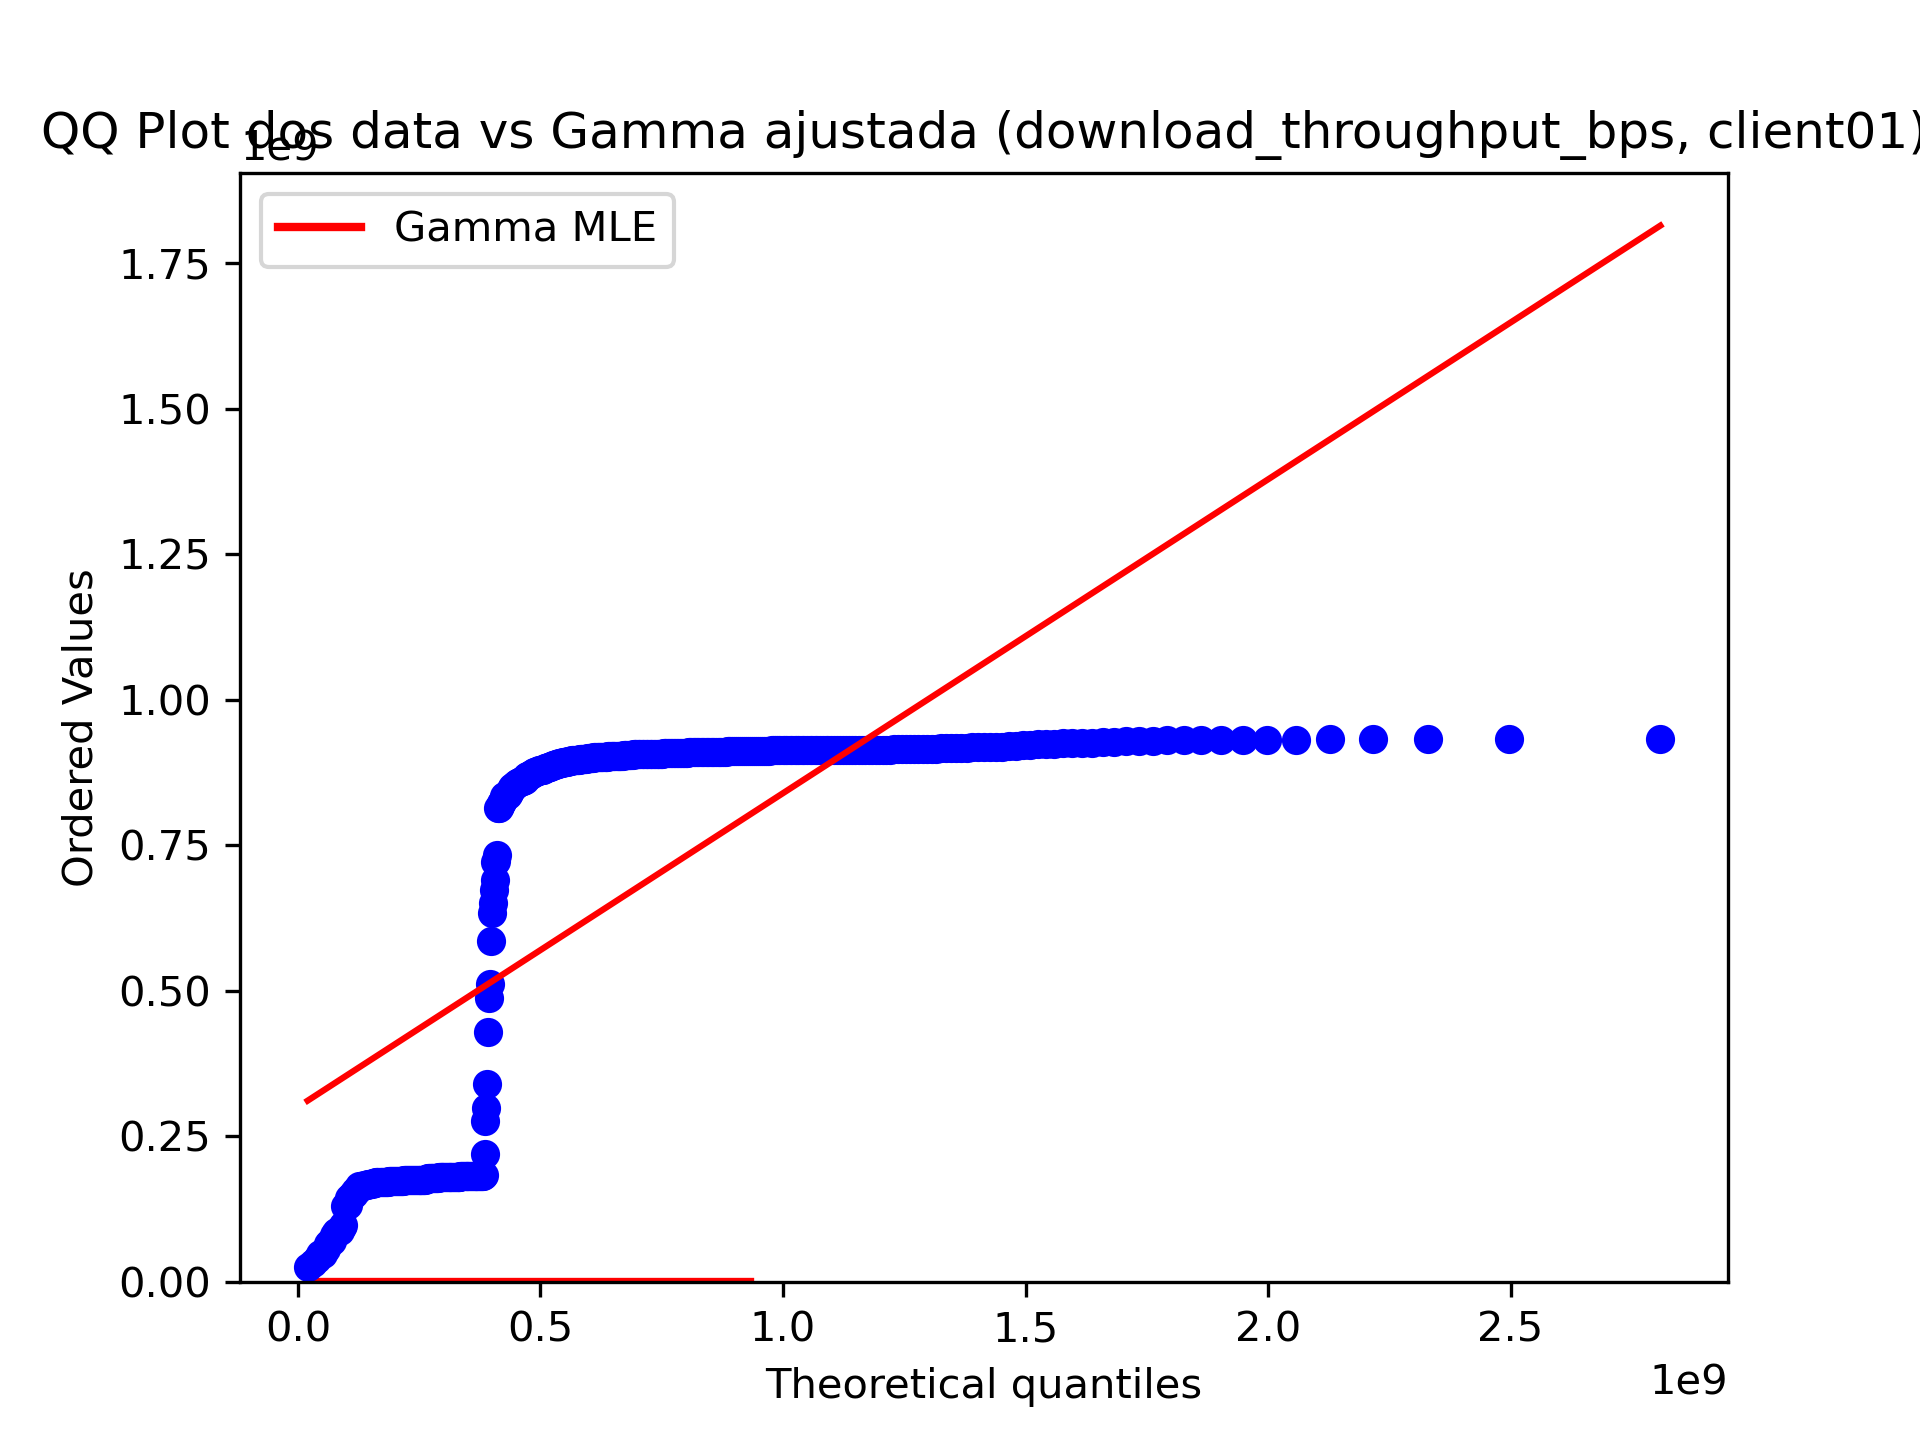 QQ Plot dos data vs Gamma ajustada (download_throughput_bps, client01)
1e9
Gamma MLE
1.75
1.50
1.25
1.00
0.75
0.50
0.25
0.00
Ordered Values
0.0 0.5 1.0 1.5 2.0 2.5
1e9
Theoretical quantiles